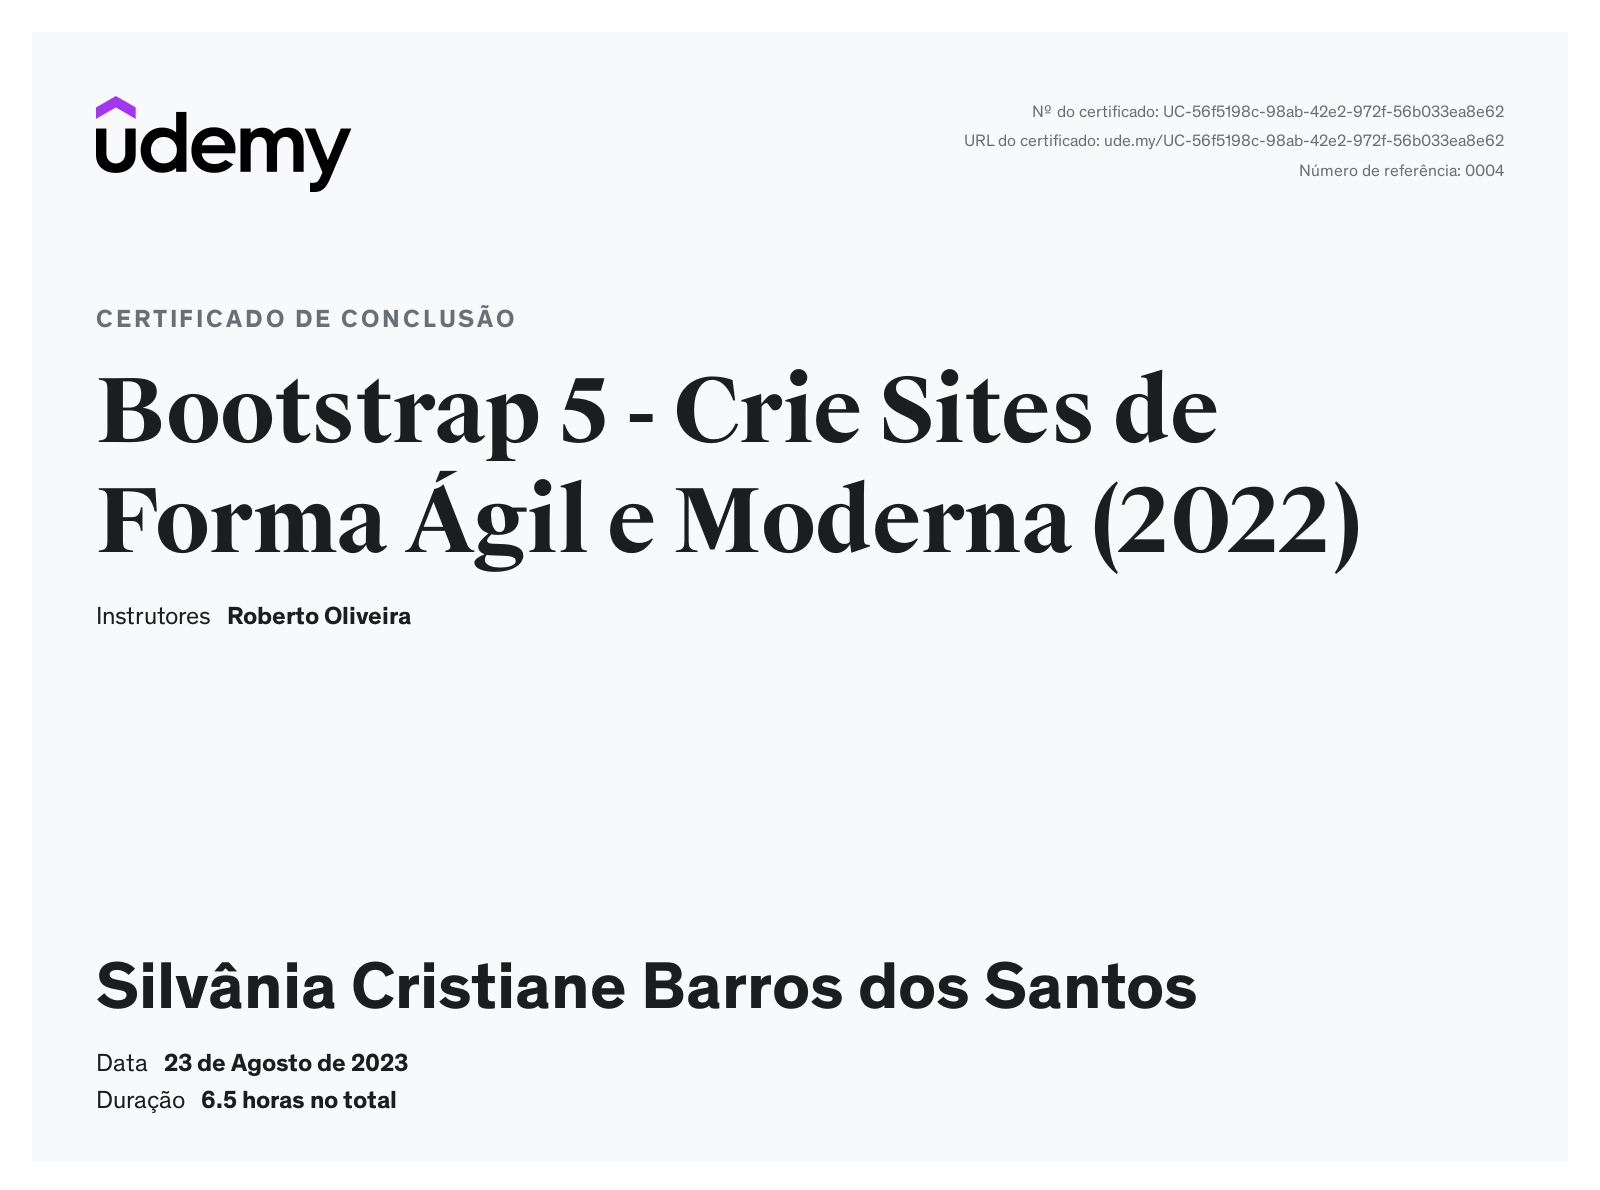 udemy
Nº do certificado: UC-56f5198c-98ab-42e2-972f-56b033ea8e62
URL do certificado: ude.my/UC-56f5198c-98ab-42e2-972f-56b033ea8e62
Número de referência: 0004
CERTIFICADO DE CONCLUSÃO
Bootstrap 5 - Crie Sites de
Forma Ágil e Moderna (2022)
Instrutores Roberto Oliveira
Silvânia Cristiane Barros dos Santos
Data 23 de Agosto de 2023
Duração 6.5 horas no total